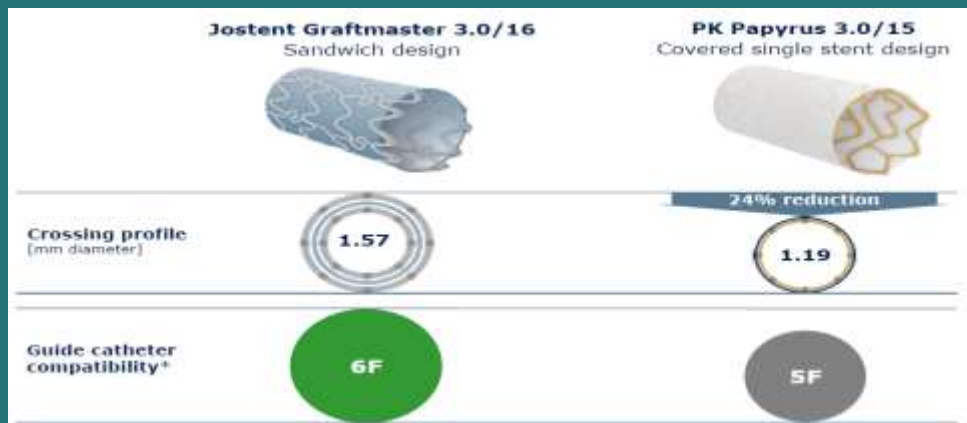 Jostent Graftmaster 3.0/16
Sandwich design
PK Papyrus 3.0/15
Covered single stent design
24% reduction
Crossing profile
[mm diameter]
1.57
1.19
Guide catheter
compatibility*
6F
5F